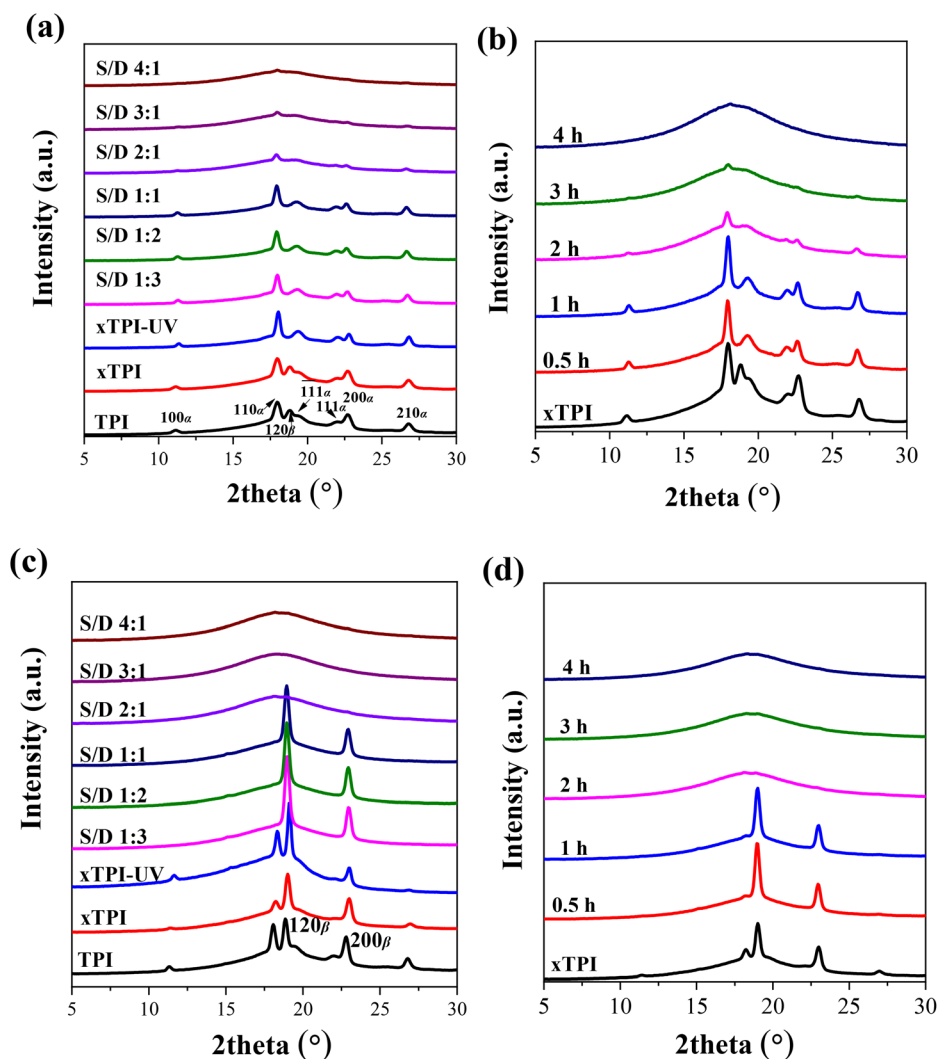 (a)
S/D 4:1
S/D 3:1
S/D 2:1
S/D 1:1
S/D 1:2
S/D 1:3
xTPI-UV
xTPI
TPI
100α
110α
120β
111α
111α
200α
210α
5 10 15 20 25 30
2theta (°)
Intensity (a.u.)
(b)
4 h
3 h
2 h
1 h
0.5 h
xTPI
5 10 15 20 25 30
2theta (°)
Intensity (a.u.)
(c)
S/D 4:1
S/D 3:1
S/D 2:1
S/D 1:1
S/D 1:2
S/D 1:3
xTPI-UV
xTPI
TPI
120β
200β
5 10 15 20 25 30
2theta (°)
Intensity (a.u.)
(d)
4 h
3 h
2 h
1 h
0.5 h
xTPI
5 10 15 20 25 30
2theta (°)
Intensity (a.u.)